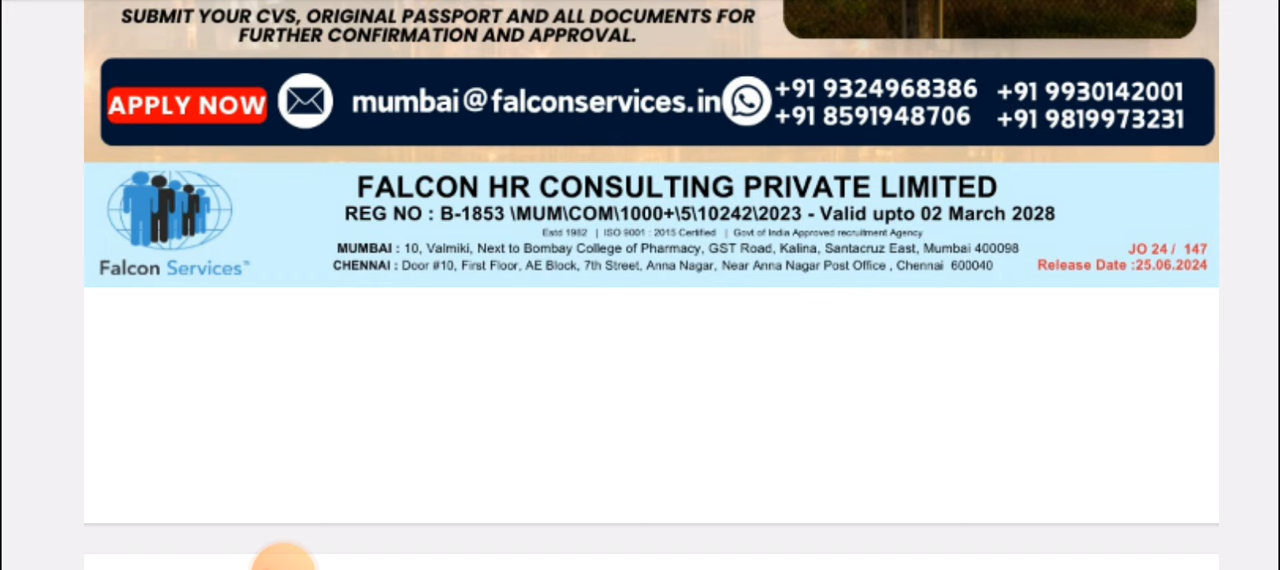 SUBMIT YOUR CVS, ORIGINAL PASSPORT AND ALL DOCUMENTS FOR
FURTHER CONFIRMATION AND APPROVAL.
APPLY NOW
mumbai@falconservices.in
+91 9324968386 +91 9930142001
+91 8591948706 +91 9819973231
FALCON HR CONSULTING PRIVATE LIMITED
REG NO : B-1853 \MUM\COM\1000+\5\10242\2023 - Valid upto 02 March 2028
Estd 1982 | ISO 9001 : 2015 Certified | Govt of India Approved recruitment Agency
MUMBAI : 10, Valmiki, Next to Bombay College of Pharmacy, GST Road, Kalina, Santacruz East, Mumbai 400098
CHENNAI : Door #10, First Floor, AE Block, 7th Street, Anna Nagar, Near Anna Nagar Post Office , Chennai 600040
Falcon Services
JO 24 / 147
Release Date :25.06.2024